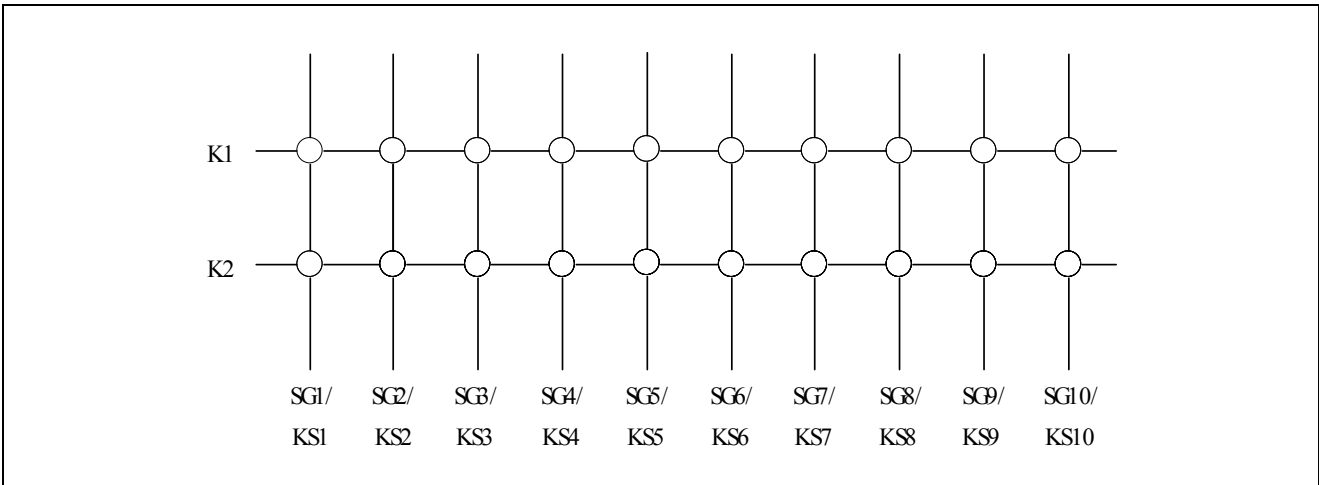 K1
K2
SG1/ SG2/ SG3/ SG4/ SG5/ SG6/ SG7/ SG8/ SG9/ SG10/
KS1 KS2 KS3 KS4 KS5 KS6 KS7 KS8 KS9 KS10